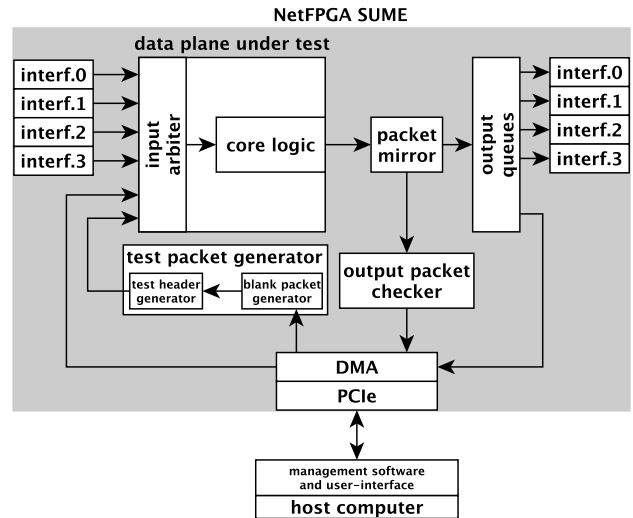 NetFPGA SUME
data plane under test
interf.0
interf.1
interf.2
interf.3
input
arbiter
core logic
packet
mirror
output
queues
interf.0
interf.1
interf.2
interf.3
test packet generator
test header
generator
blank packet
generator
output packet
checker
DMA
PCIe
management software
and user-interface
host computer